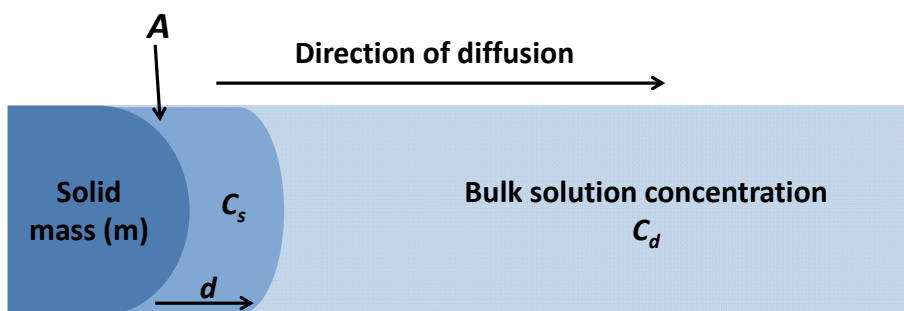 A
Direction of diffusion
Solid
mass (m)
Cs
d
Bulk solution concentration
Cd